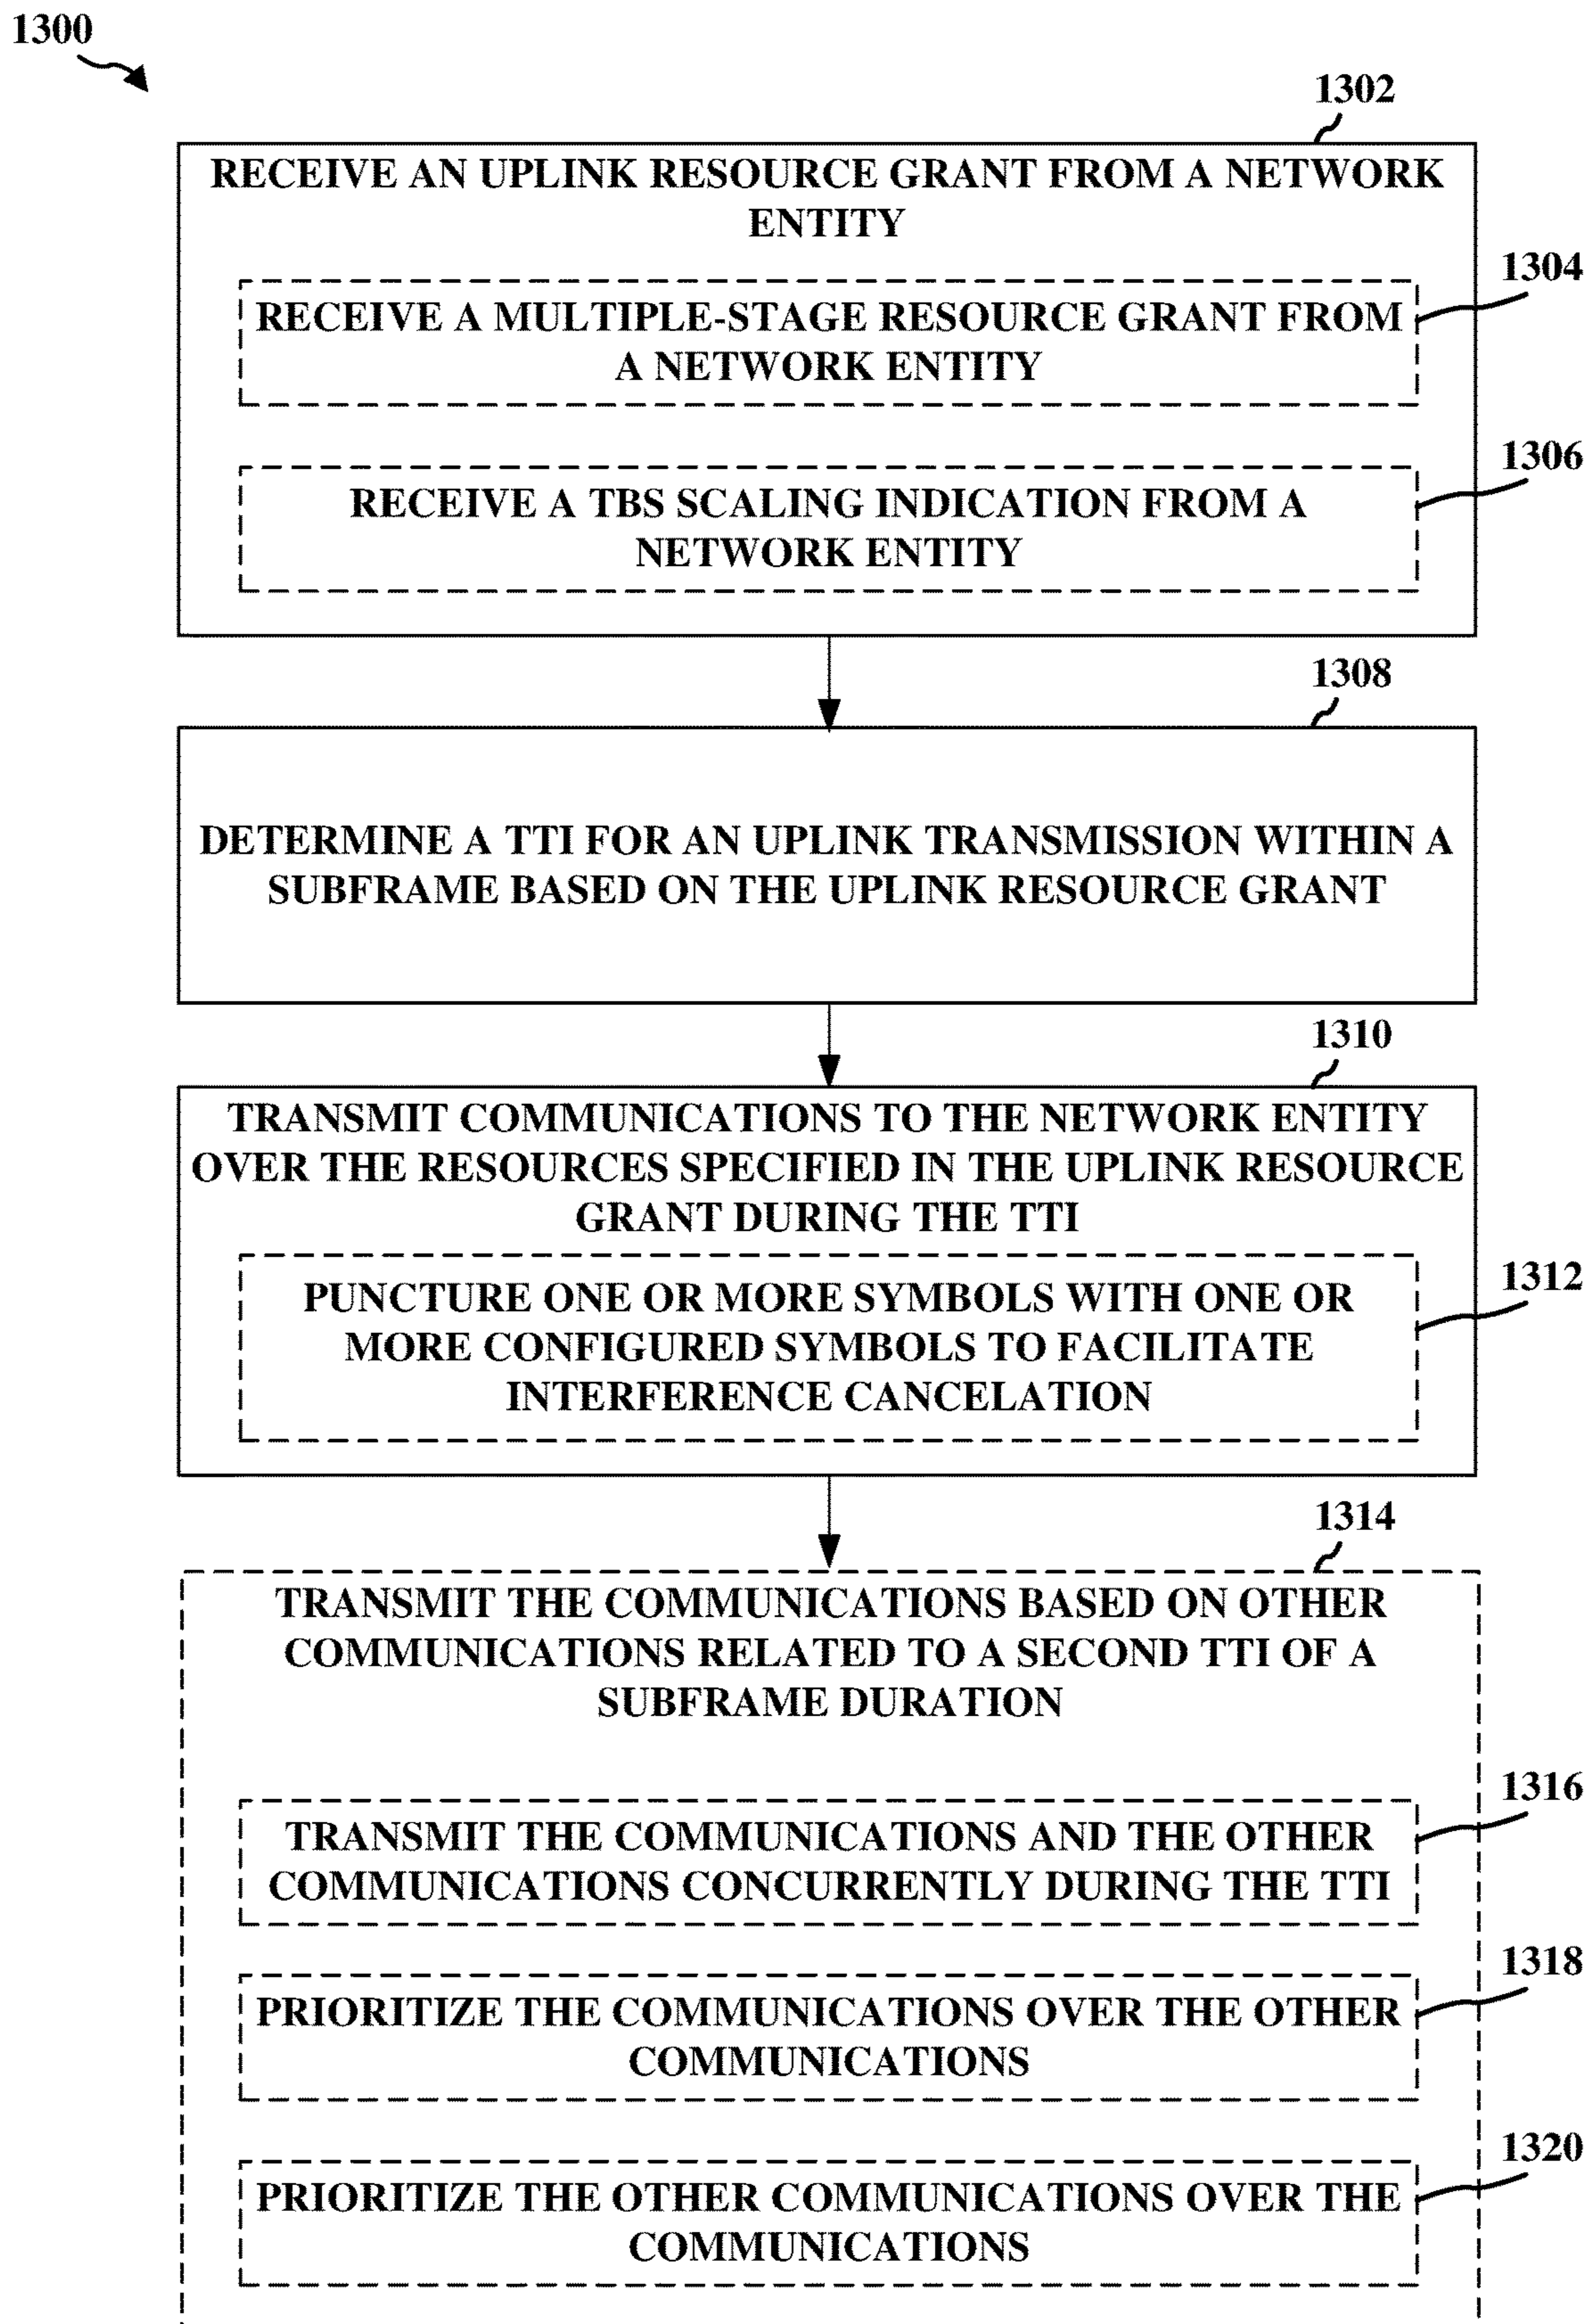 1300
1302
RECEIVE AN UPLINK RESOURCE GRANT FROM A NETWORK
ENTITY
1304
RECEIVE A MULTIPLE-STAGE RESOURCE GRANT FROM
A NETWORK ENTITY
1306
RECEIVE A TBS SCALING INDICATION FROM A
NETWORK ENTITY
1308
DETERMINE A TTI FOR AN UPLINK TRANSMISSION WITHIN A
SUBFRAME BASED ON THE UPLINK RESOURCE GRANT
1310
TRANSMIT COMMUNICATIONS TO THE NETWORK ENTITY
OVER THE RESOURCES SPECIFIED IN THE UPLINK RESOURCE
GRANT DURING THE TTI
1312
PUNCTURE ONE OR MORE SYMBOLS WITH ONE OR
MORE CONFIGURED SYMBOLS TO FACILITATE
INTERFERENCE CANCELATION
1314
TRANSMIT THE COMMUNICATIONS BASED ON OTHER
COMMUNICATIONS RELATED TO A SECOND TTI OF A
SUBFRAME DURATION
1316
TRANSMIT THE COMMUNICATIONS AND THE OTHER
COMMUNICATIONS CONCURRENTLY DURING THE TTI
1318
PRIORITIZE THE COMMUNICATIONS OVER THE OTHER
COMMUNICATIONS
1320
PRIORITIZE THE OTHER COMMUNICATIONS OVER THE
COMMUNICATIONS